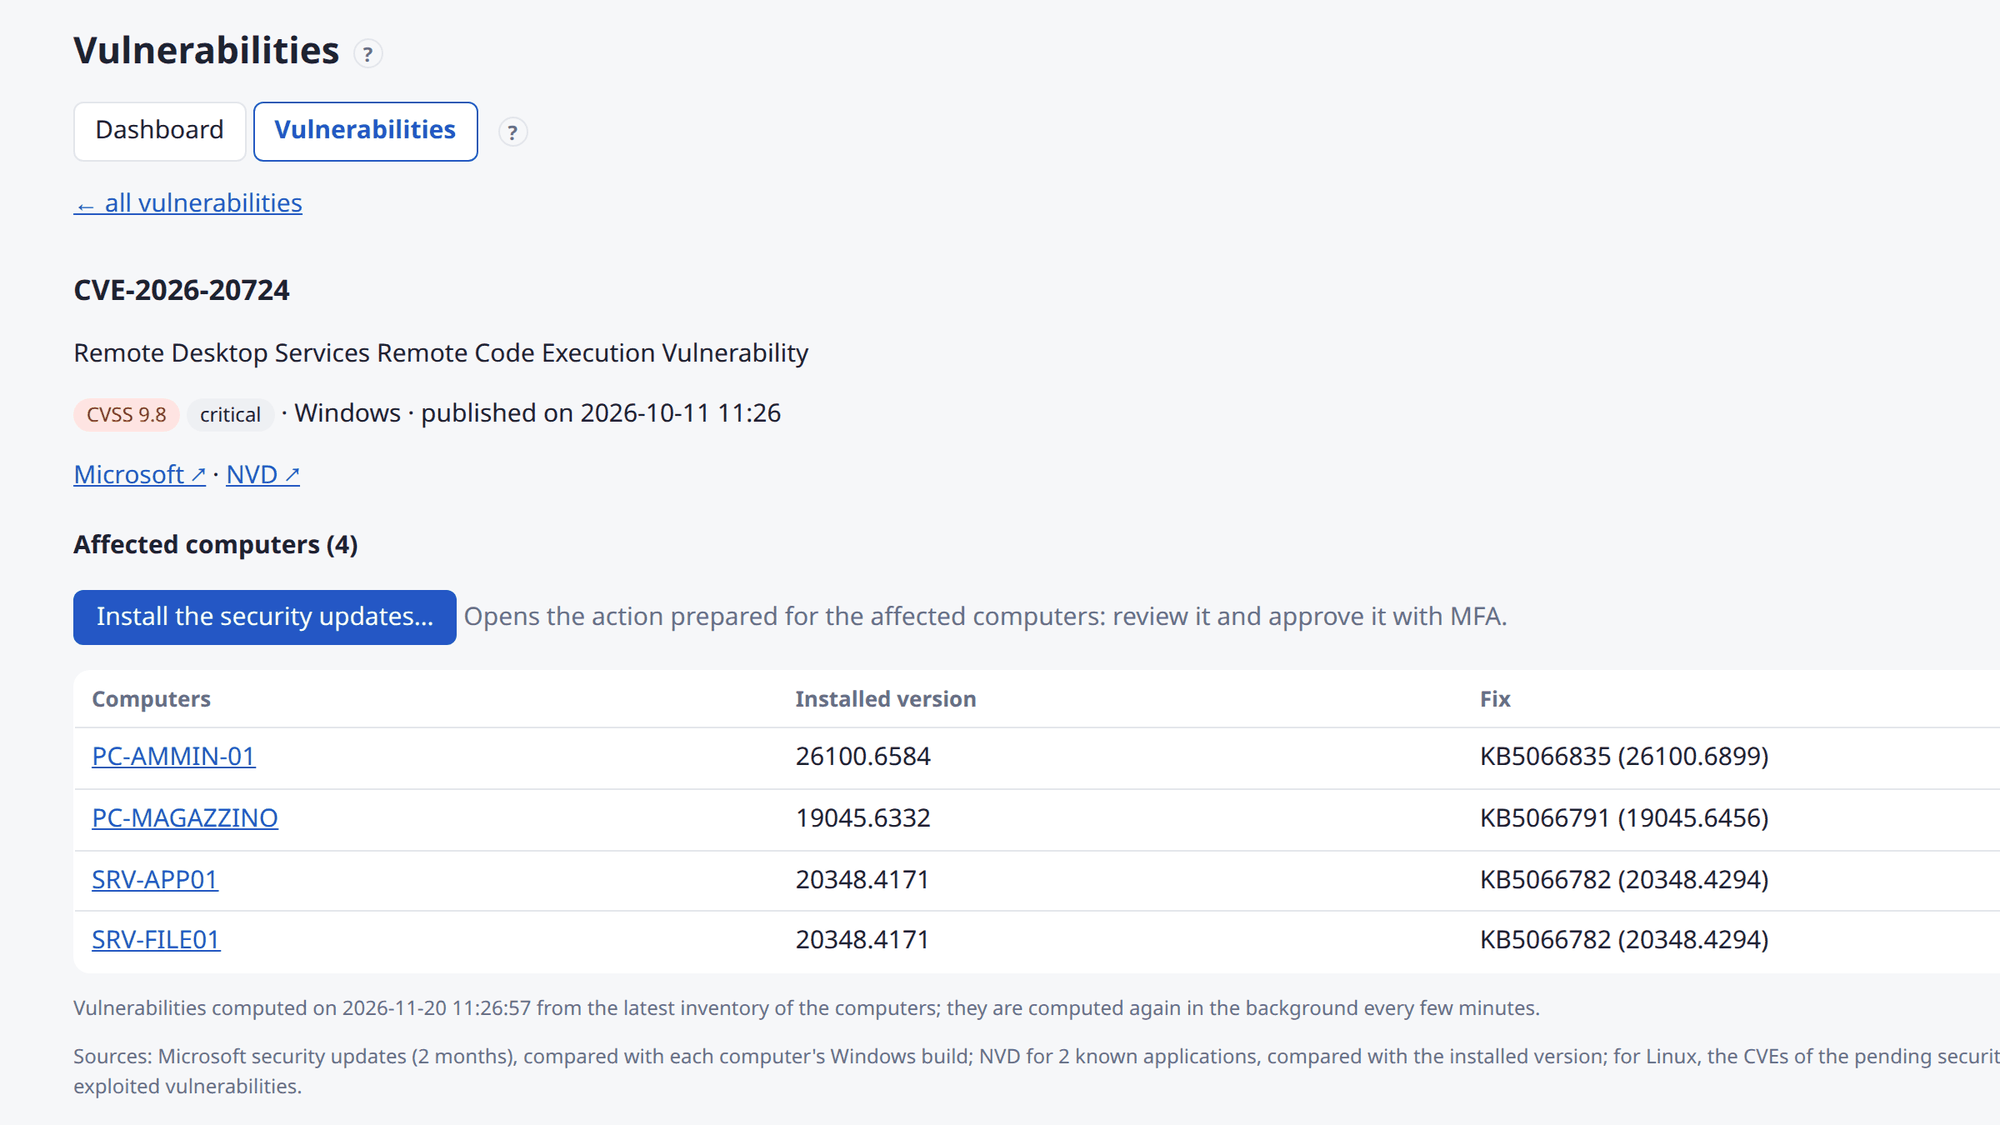 Vulnerabilities ?
Dashboard Vulnerabilities ?
← all vulnerabilities
CVE-2026-20724
Remote Desktop Services Remote Code Execution Vulnerability
CVSS 9.8 critical · Windows · published on 2026-10-11 11:26
Microsoft ↗ · NVD ↗
Affected computers (4)
Install the security updates... Opens the action prepared for the affected computers: review it and approve it with MFA.
Computers Installed version Fix
PC-AMMIN-01 26100.6584 KB5066835 (26100.6899)
PC-MAGAZZINO 19045.6332 KB5066791 (19045.6456)
SRV-APP01 20348.4171 KB5066782 (20348.4294)
SRV-FILE01 20348.4171 KB5066782 (20348.4294)
Vulnerabilities computed on 2026-11-20 11:26:57 from the latest inventory of the computers; they are computed again in the background every few minutes.
Sources: Microsoft security updates (2 months), compared with each computer's Windows build; NVD for 2 known applications, compared with the installed version; for Linux, the CVEs of the pending securit
exploited vulnerabilities.